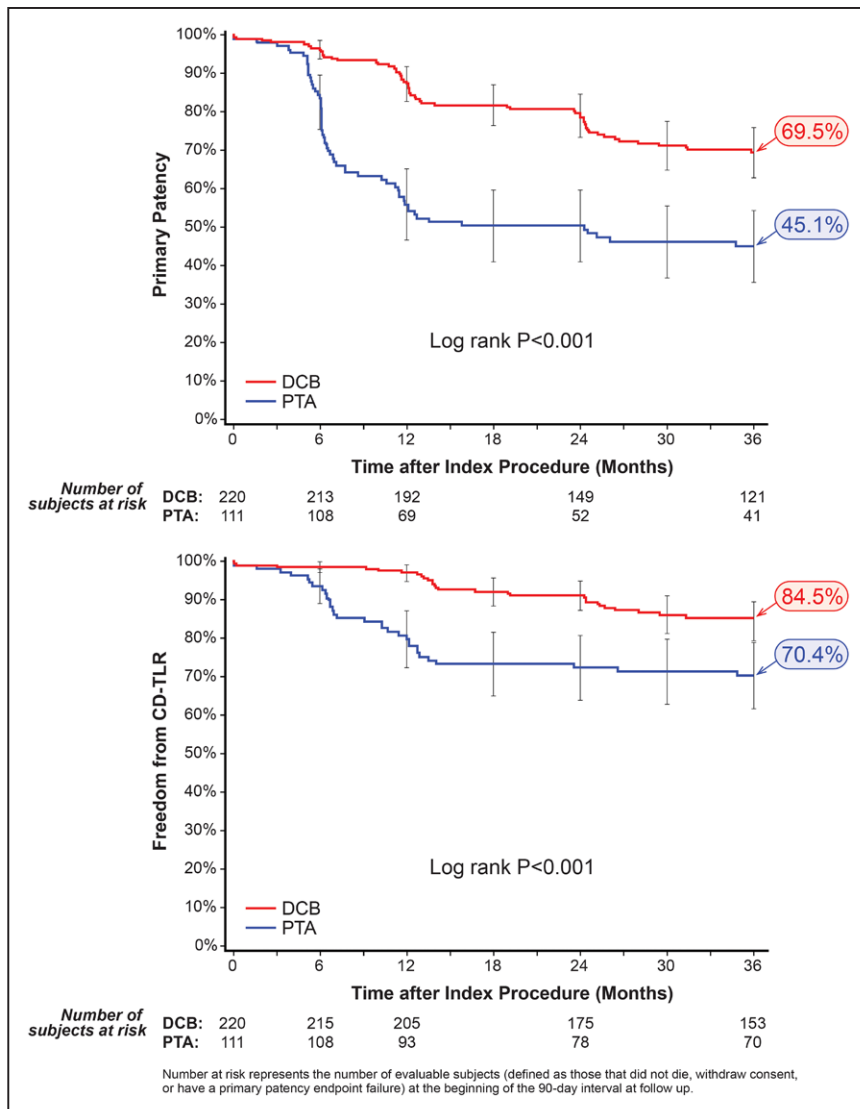 100%
90%
80%
70%
60%
50%
40%
30%
20%
10%
0%
Primary Patency
69.5%
45.1%
Log rank P<0.001
DCB
PTA
0 6 12 18 24 30 36
Time after Index Procedure (Months)
Number of
subjects at risk
DCB: 220 213 192 149 121
PTA: 111 108 69 52 41
100%
90%
80%
70%
60%
50%
40%
30%
20%
10%
0%
Freedom from CD-TLR
84.5%
70.4%
Log rank P<0.001
DCB
PTA
0 6 12 18 24 30 36
Time after Index Procedure (Months)
Number of
subjects at risk
DCB: 220 215 205 175 153
PTA: 111 108 93 78 70
Number at risk represents the number of evaluable subjects (defined as those that did not die, withdraw consent,
or have a primary patency endpoint failure) at the beginning of the 90-day interval at follow up.